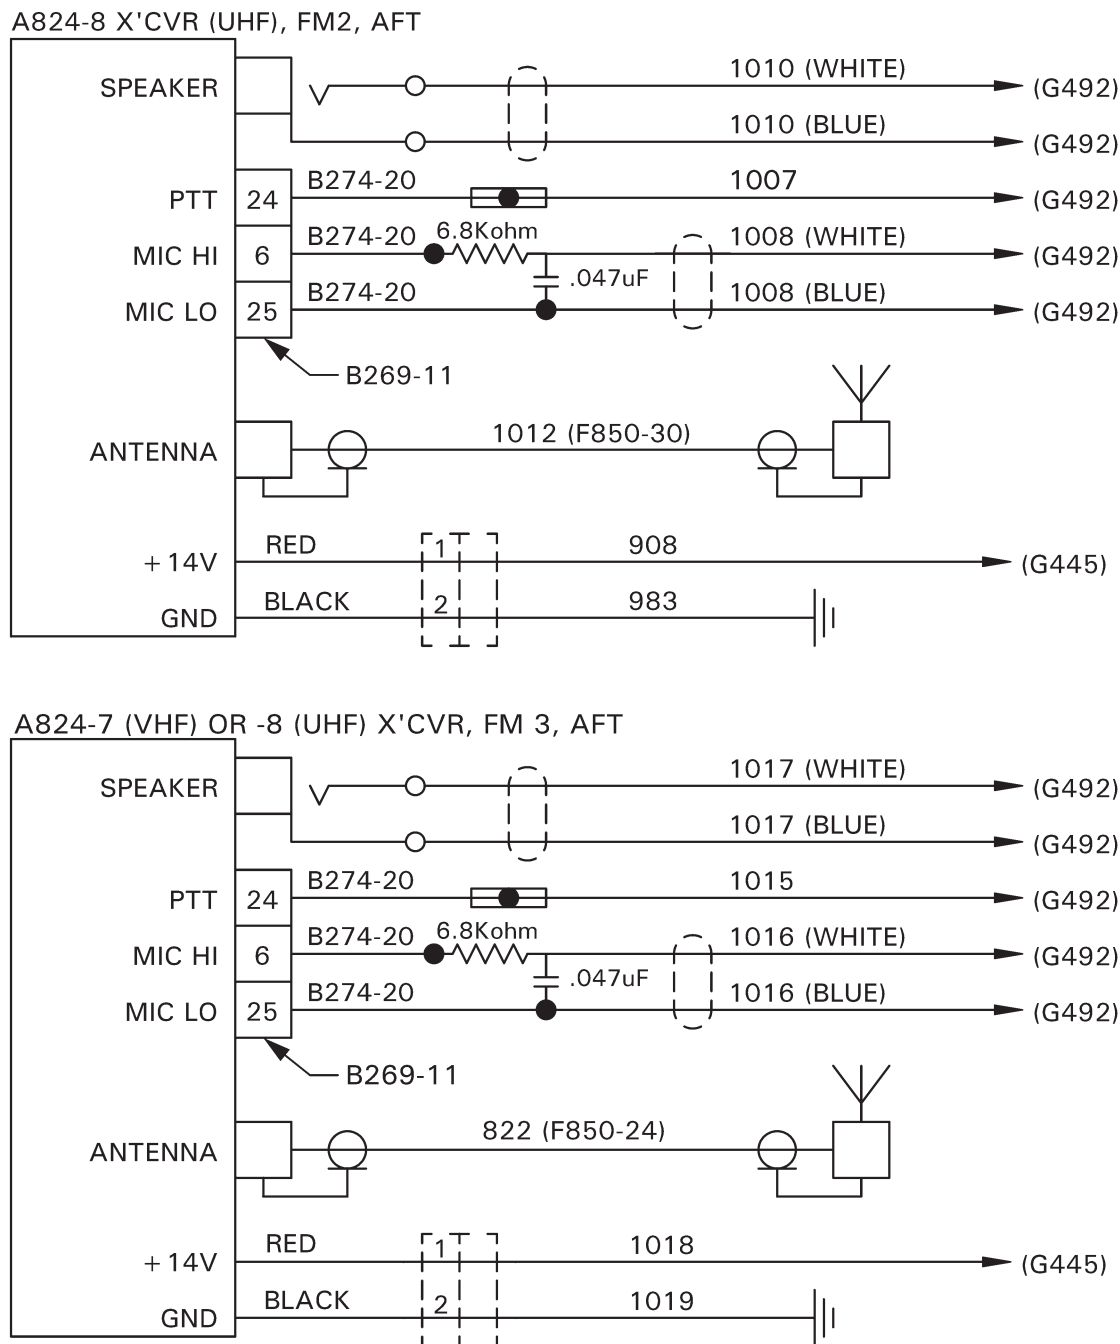 A824-8 X'CVR (UHF), FM2, AFT
SPEAKER 1010 (WHITE) (G492)
1010 (BLUE) (G492)
PTT 24 B274-20 1007 (G492)
MIC HI 6 B274-20 6.8Kohm 1008 (WHITE) (G492)
.047uF
MIC LO 25 B274-20 1008 (BLUE) (G492)
B269-11
ANTENNA 1012 (F850-30)
+14V RED 1 908 (G445)
GND BLACK 2 983
A824-7 (VHF) OR -8 (UHF) X'CVR, FM 3, AFT
SPEAKER 1017 (WHITE) (G492)
1017 (BLUE) (G492)
PTT 24 B274-20 1015 (G492)
MIC HI 6 B274-20 6.8Kohm 1016 (WHITE) (G492)
.047uF
MIC LO 25 B274-20 1016 (BLUE) (G492)
B269-11
ANTENNA 822 (F850-24)
+14V RED 1 1018 (G445)
GND BLACK 2 1019